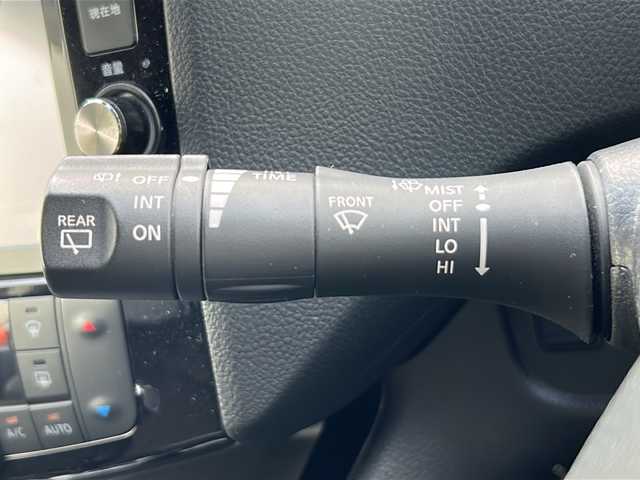 現在地
音量
OFF
INT
ON
REAR
TIME
FRONT
MIST
OFF
INT
LO
HI
A/C
AUTO